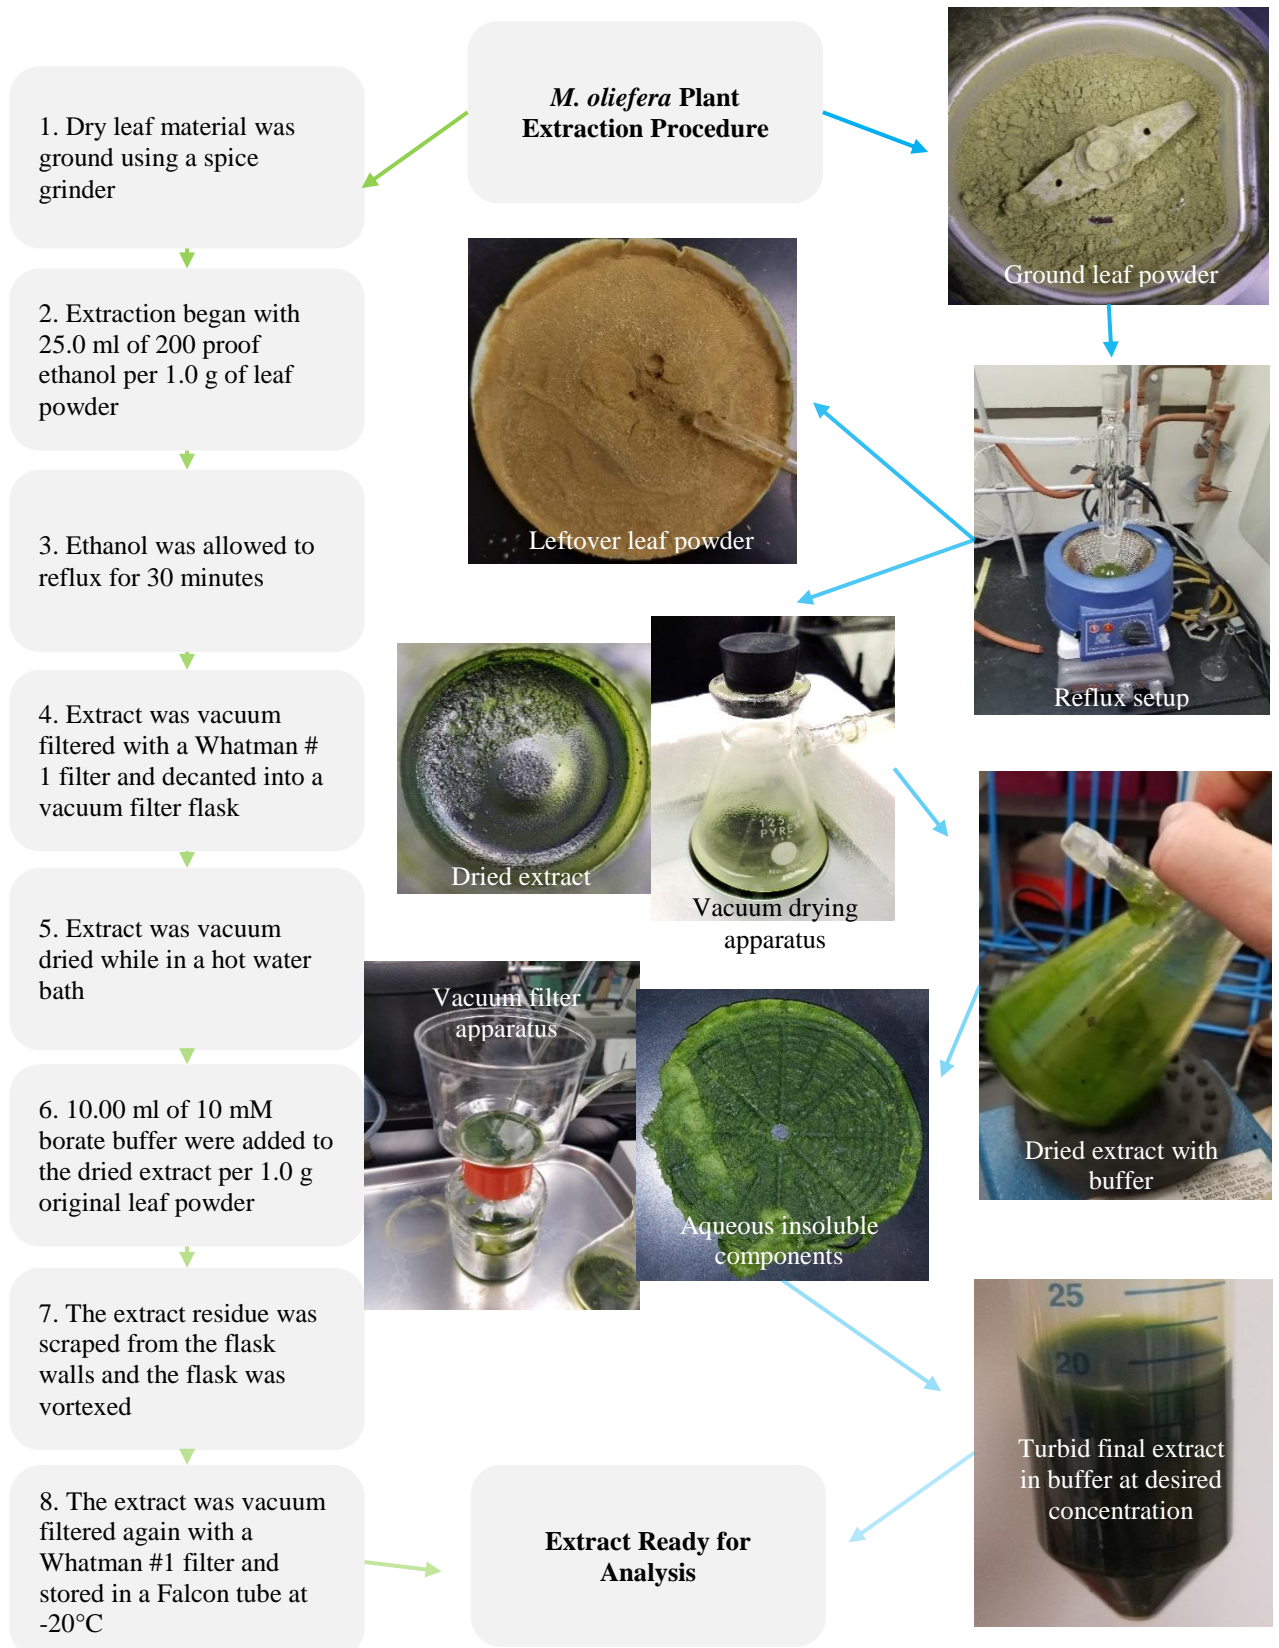 M. oliefera Plant
Extraction Procedure
1. Dry leaf material was
ground using a spice
grinder
2. Extraction began with
25.0 ml of 200 proof
ethanol per 1.0 g of leaf
powder
3. Ethanol was allowed to
reflux for 30 minutes
4. Extract was vacuum
filtered with a Whatman #
1 filter and decanted into a
vacuum filter flask
5. Extract was vacuum
dried while in a hot water
bath
6. 10.00 ml of 10 mM
borate buffer were added to
the dried extract per 1.0 g
original leaf powder
7. The extract residue was
scraped from the flask
walls and the flask was
vortexed
8. The extract was vacuum
filtered again with a
Whatman #1 filter and
stored in a Falcon tube at
-20°C
Ground leaf powder
Leftover leaf powder
Reflux setup
Dried extract
125
PYREX
No.
Vacuum drying
apparatus
Dried extract with
buffer
Vacuum filter
apparatus
Aqueous insoluble
components
25
20
Turbid final extract
in buffer at desired
concentration
Extract Ready for
Analysis